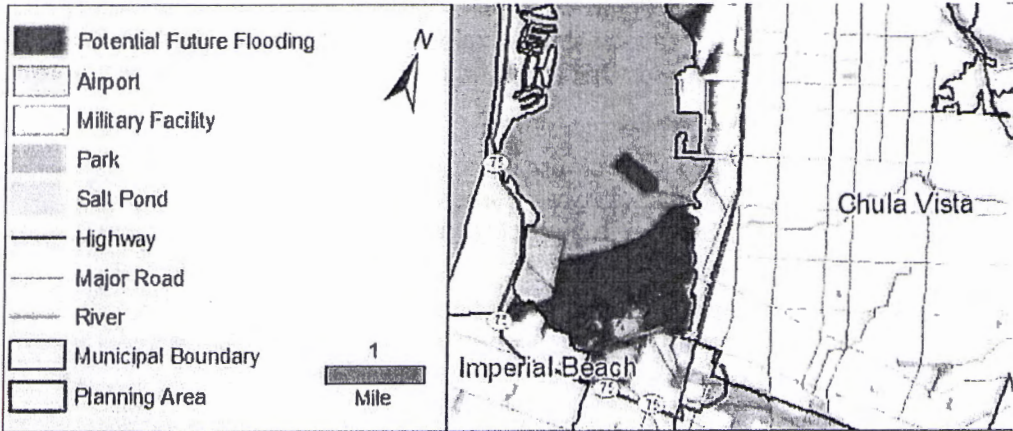 Potential Future Flooding
Airport
Military Facility
Park
Salt Pond
Highway
Major Road
River
Municipal Boundary
Planning Area
N
1
Mile
75
Chula Vista
75
Imperial Beach
75
75